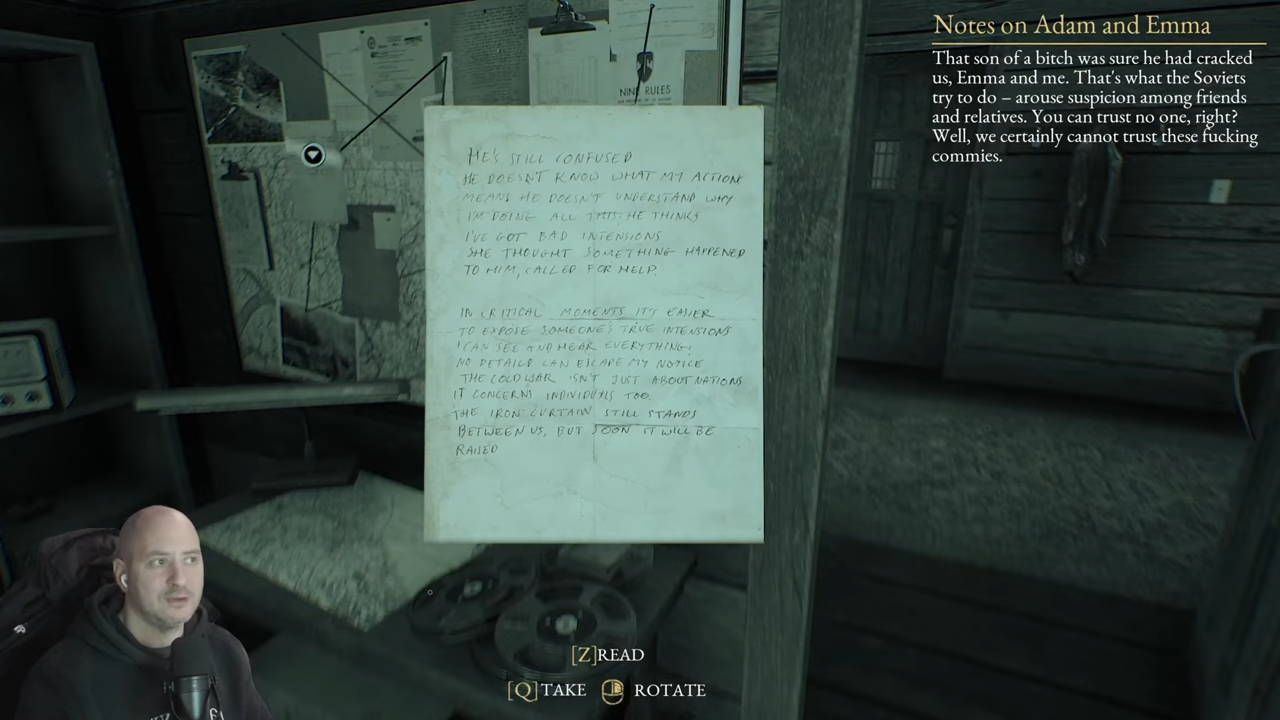 Notes on Adam and Emma
That son of a bitch was sure he had cracked
us, Emma and me. That's what the Soviets
try to do – arouse suspicion among friends
and relatives. You can trust no one, right?
Well, we certainly cannot trust these fucking
commies.
NINE RULES
HE'S STILL CONFUSED
HE DOESN'T KNOW WHAT MY ACTIONS
MEANS HE DOESN'T UNDERSTAND WHY
I'M DOING ALL THIS. HE THINKS
I'VE GOT BAD INTENSIONS
SHE THOUGHT SOMETHING HAPPENED
TO HIM, CALLED FOR HELP.
IN CRITICAL MOMENTS IT'S EASIER
TO EXPOSE SOMEONE'S TRUE INTENSIONS
I CAN SEE AND HEAR EVERYTHING,
NO DETAILS CAN ESCAPE MY NOTICE
THE COLD WAR ISN'T JUST ABOUT NATIONS
IT CONCERNS INDIVIDUALS TOO.
THE IRON CURTAIN STILL STANDS
BETWEEN US, BUT SOON IT WILL BE
RAISED
[Z]READ
[Q]TAKE ROTATE